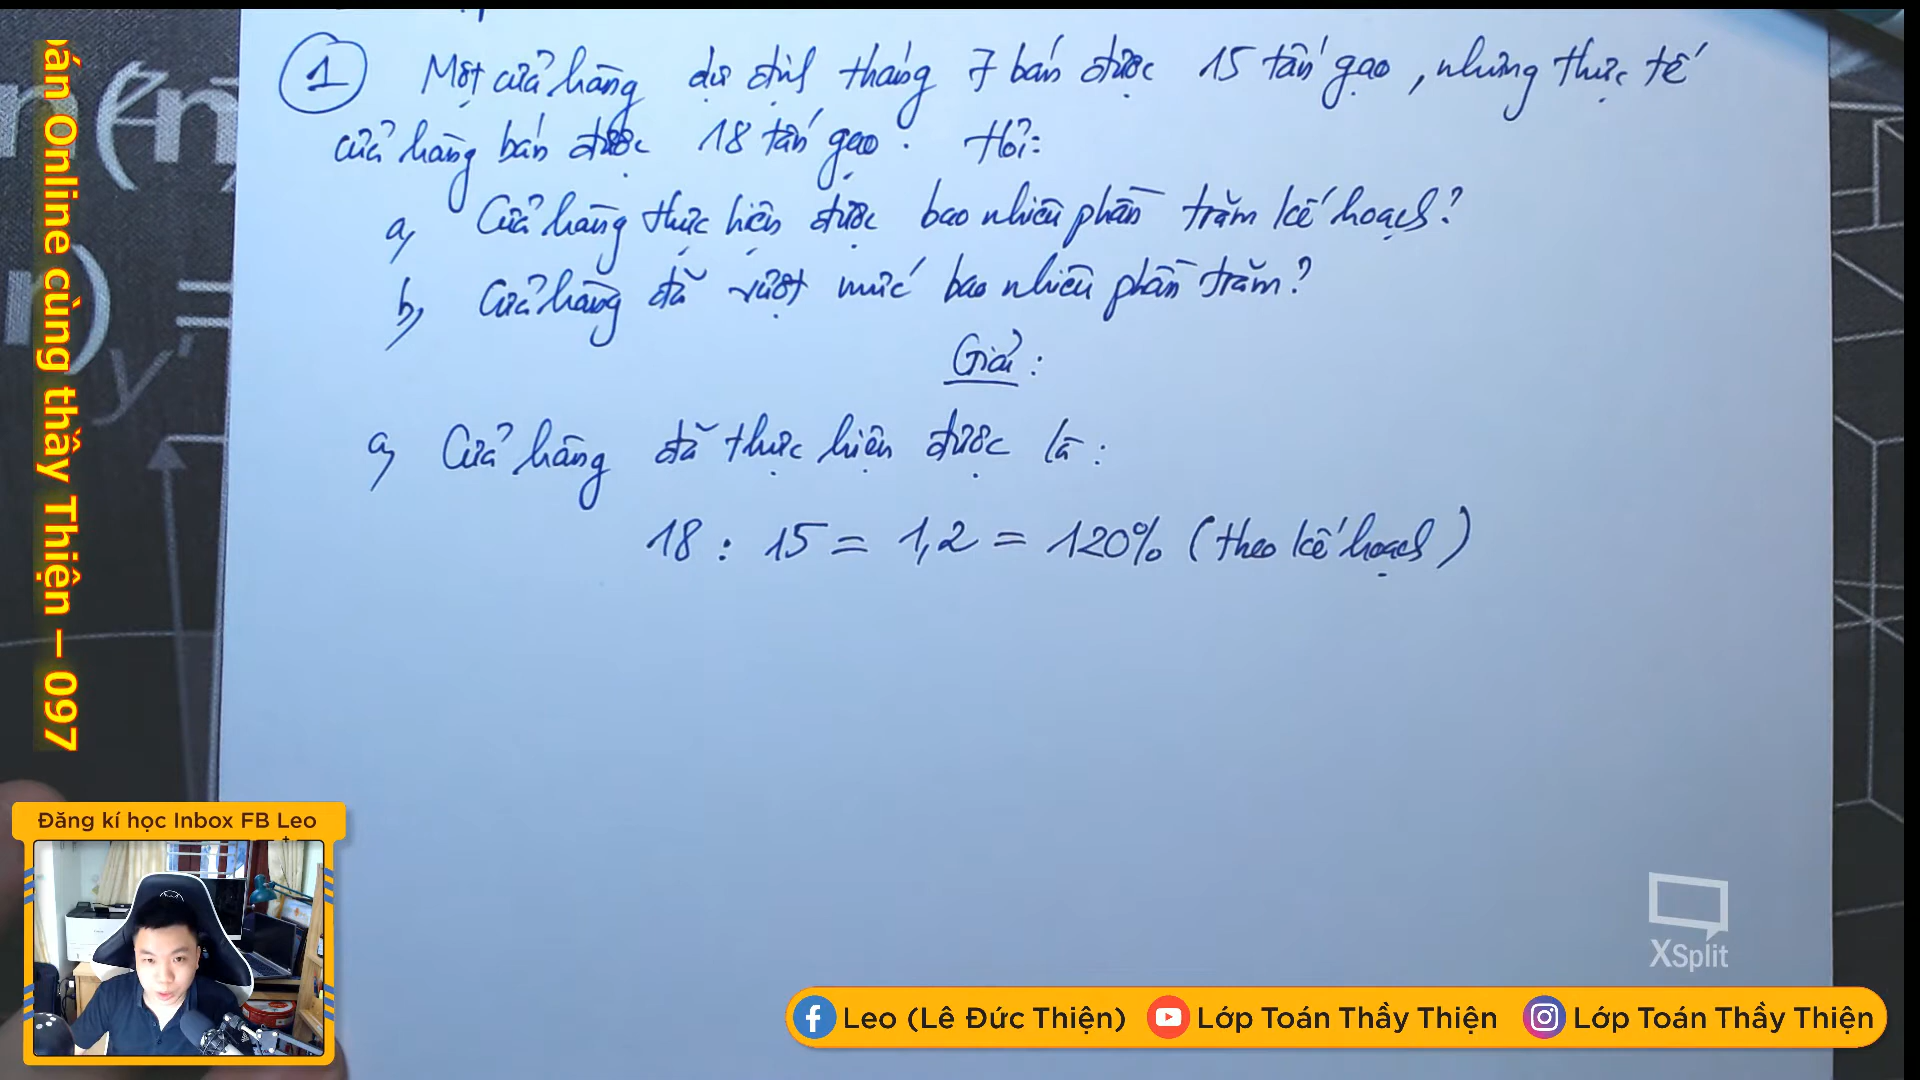 1 Một cửa hàng dự định tháng 7 bán được 15 tấn gạo, nhưng thực tế
cửa hàng bán được 18 tấn gạo. Hỏi:
a, Cửa hàng thực hiện được bao nhiêu phần trăm kế hoạch?
b, Cửa hàng đã vượt mức bao nhiêu phần trăm?
Giải:
a, Cửa hàng đã thực hiện được là:
18 : 15 = 1,2 = 120% (theo kế hoạch)
Online cùng thầy Thiện – 097
Đăng kí học Inbox FB Leo
XSplit
Leo (Lê Đức Thiện) Lớp Toán Thầy Thiện Lớp Toán Thầy Thiện